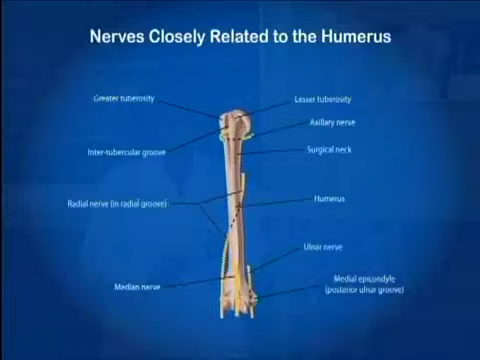 Nerves Closely Related to the Humerus
Greater tuberosity
Lesser tuberosity
Axillary nerve
Inter-tubercular groove
Surgical neck
Radial nerve (in radial groove)
Humerus
Ulnar nerve
Median nerve
Medial epicondyle
(posterior ulnar groove)